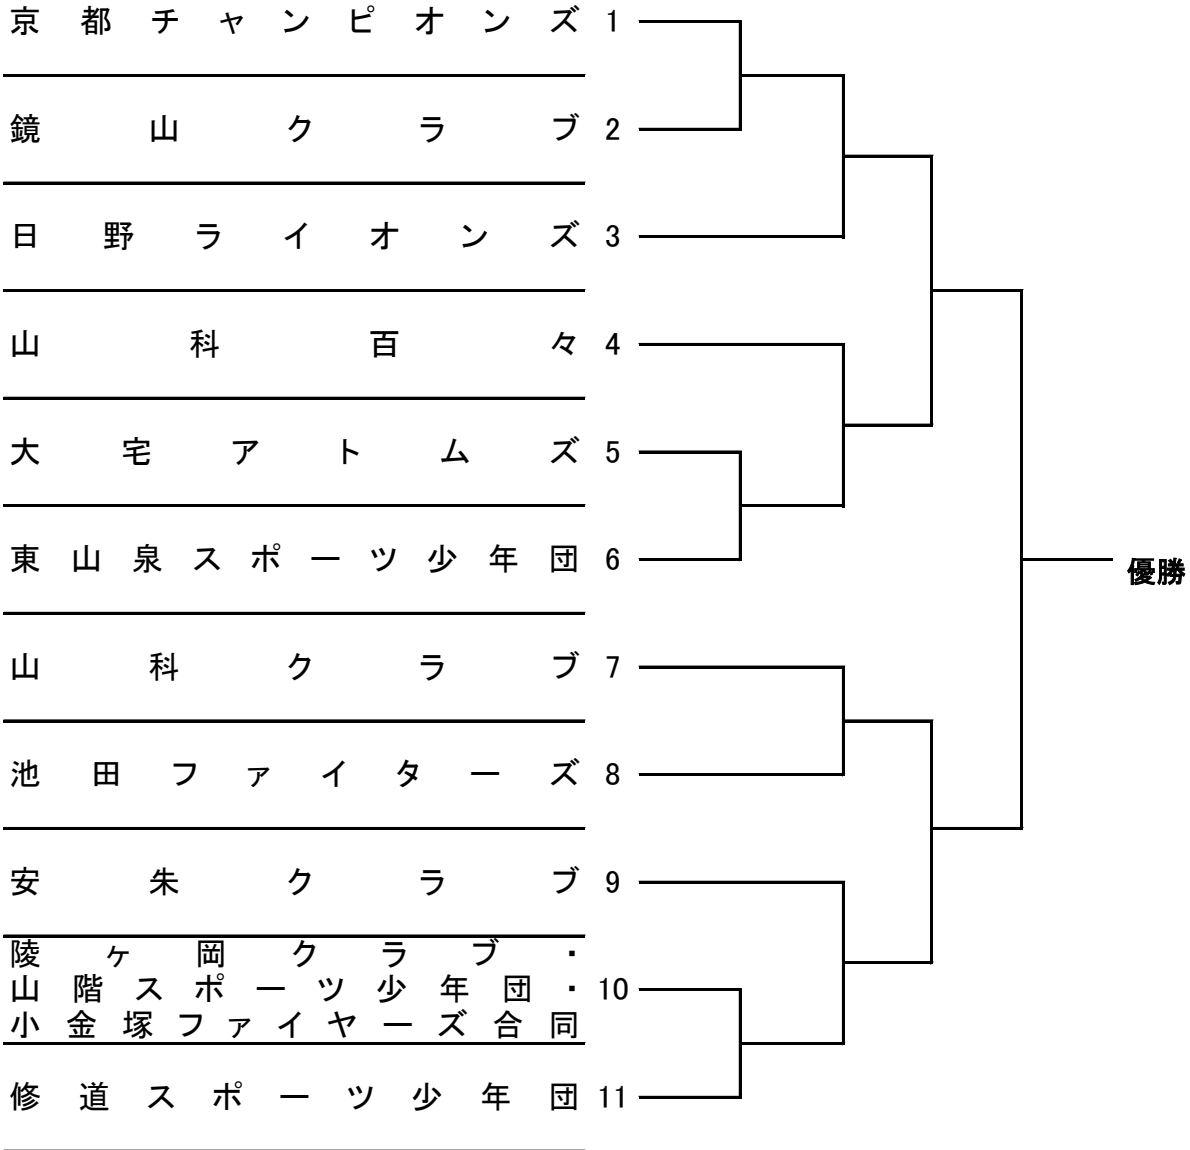 京都チャンピオンズ 1
鏡山クラブ 2
日野ライオンズ 3
山科百々 4
大宅アトムズ 5
東山泉スポーツ少年団 6
優勝
山科クラブ 7
池田ファイターズ 8
安朱クラブ 9
陵ヶ岡クラブ・
山階スポーツ少年団・ 10
小金塚ファイヤーズ合同
修道スポーツ少年団 11